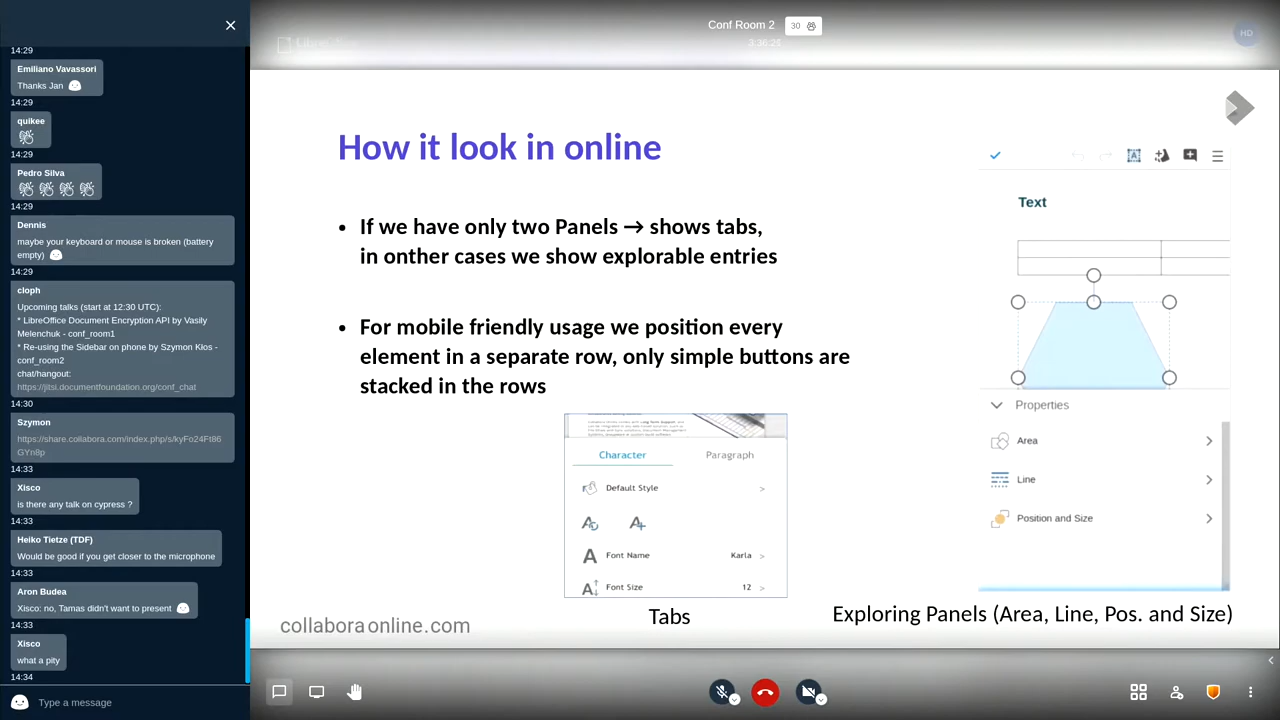 14:29
Emiliano Vavassori
Thanks Jan
14:29
quikee
14:29
Pedro Silva
14:29
Dennis
maybe your keyboard or mouse is broken (battery
empty)
14:29
cloph
Upcoming talks (start at 12:30 UTC):
* LibreOffice Document Encryption API by Vasily
Melenchuk - conf_room1
* Re-using the Sidebar on phone by Szymon Kłos -
conf_room2
chat/hangout:
https://jitsi.documentfoundation.org/conf_chat
14:30
Szymon
https://share.collabora.com/index.php/s/kyFo24Ft86
GYn8p
14:33
Xisco
is there any talk on cypress ?
14:33
Heiko Tietze (TDF)
Would be good if you get closer to the microphone
14:33
Aron Budea
Xisco: no, Tamas didn't want to present
14:33
Xisco
what a pity
14:34
Type a message
Conf Room 2
30
3:36:21
HD
How it look in online
• If we have only two Panels → shows tabs,
in onther cases we show explorable entries
• For mobile friendly usage we position every
element in a separate row, only simple buttons are
stacked in the rows
Character Paragraph
Default Style >
Font Name Karla >
Font Size 12 >
Tabs
Text
Properties
Area
Line
Position and Size
Exploring Panels (Area, Line, Pos. and Size)
collaboraonline.com